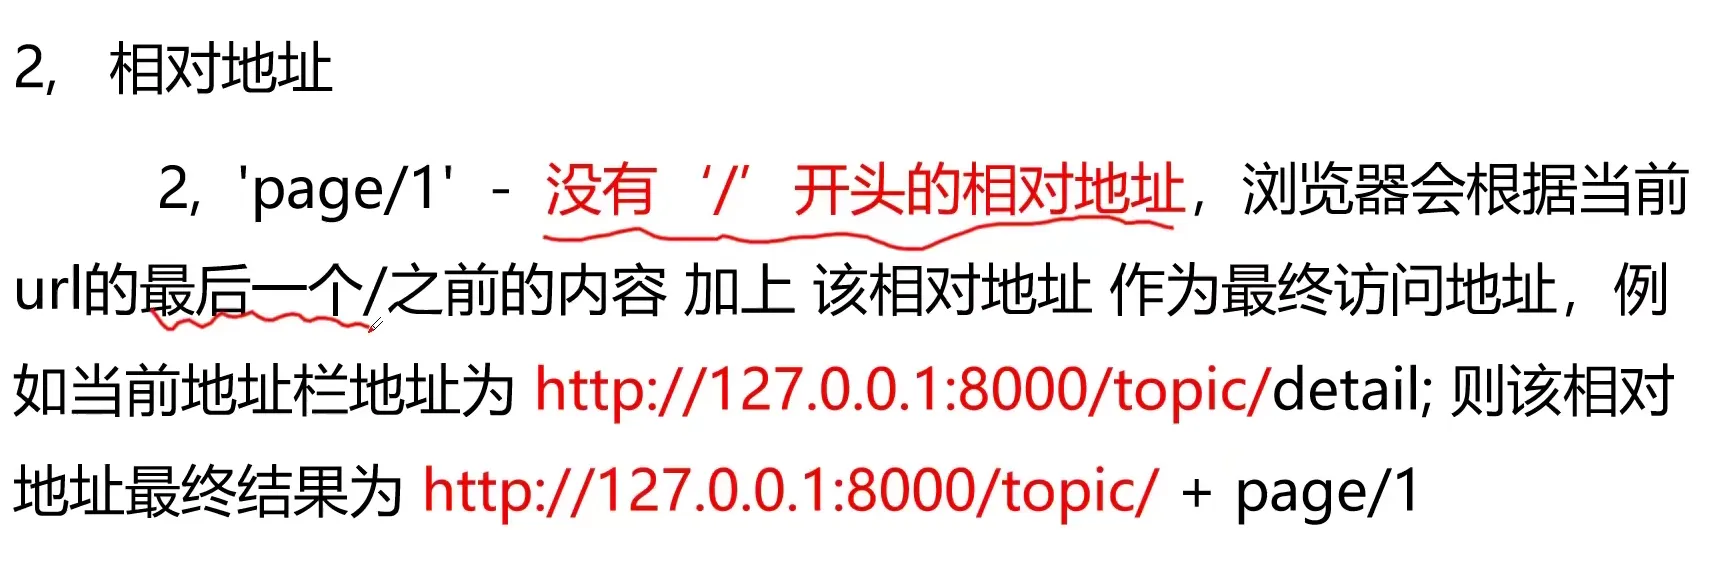 2， 相对地址
2，'page/1' - 没有‘/’开头的相对地址，浏览器会根据当前
url的最后一个/之前的内容 加上 该相对地址 作为最终访问地址，例
如当前地址栏地址为 http://127.0.0.1:8000/topic/detail; 则该相对
地址最终结果为 http://127.0.0.1:8000/topic/ + page/1